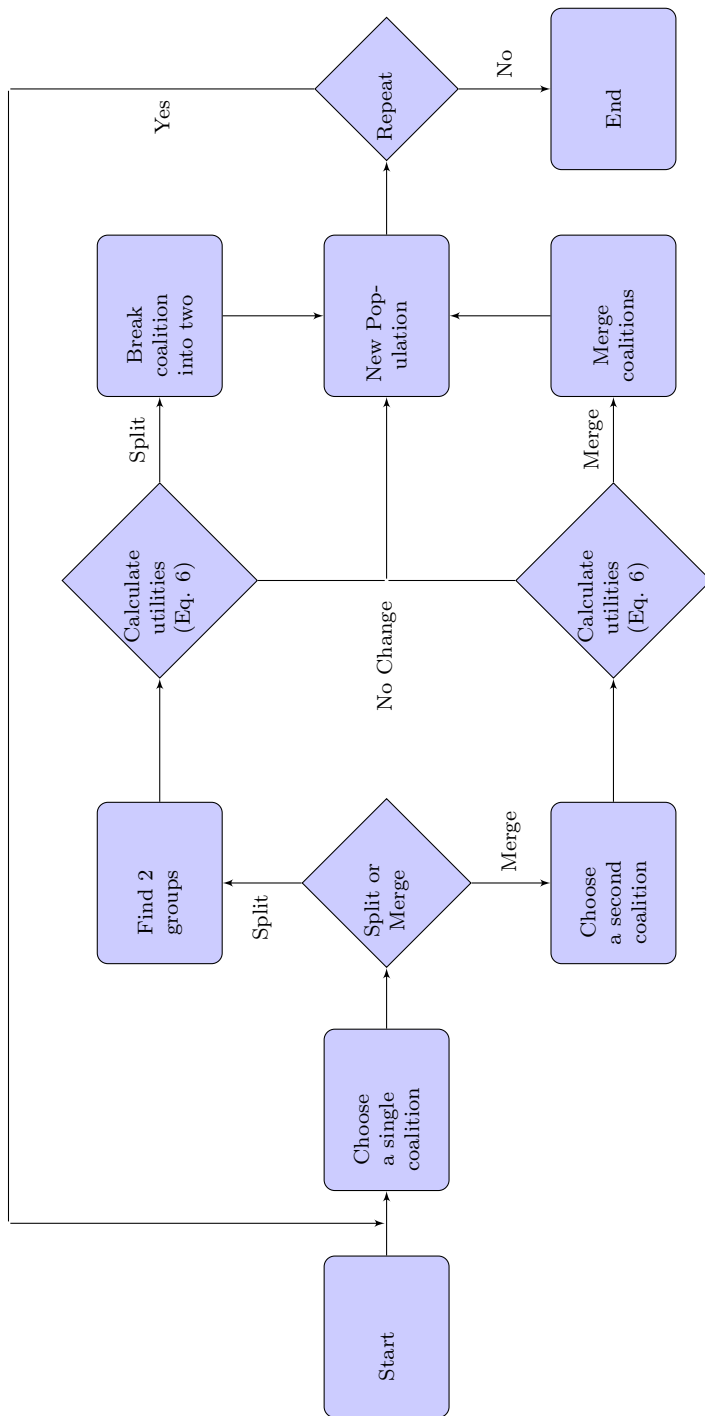 Start
Choose
a single
coalition
Split or
Merge
Split
Merge
Find 2
groups
Choose
a second
coalition
Calculate
utilities
(Eq. 6)
Calculate
utilities
(Eq. 6)
No Change
Split
Merge
Break
coalition
into two
New Pop-
ulation
Merge
coalitions
Repeat
Yes
No
End